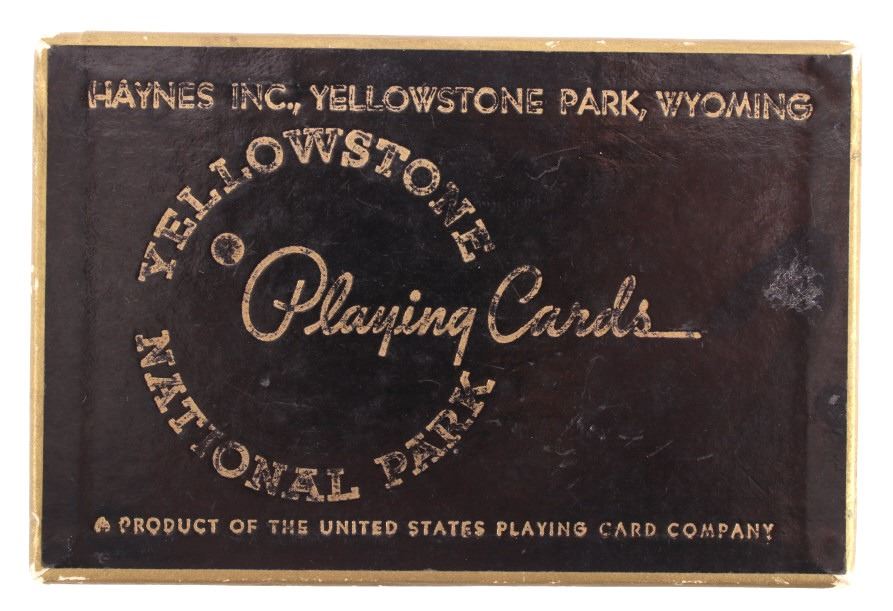 HAYNES INC., YELLOWSTONE PARK, WYOMING
YELLOWSTONE
Playing Cards
NATIONAL PARK
A PRODUCT OF THE UNITED STATES PLAYING CARD COMPANY